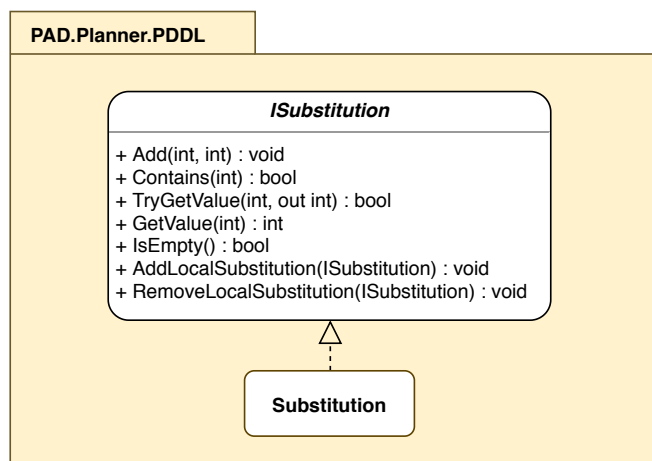 PAD.Planner.PDDL
ISubstitution
+ Add(int, int) : void
+ Contains(int) : bool
+ TryGetValue(int, out int) : bool
+ GetValue(int) : int
+ IsEmpty() : bool
+ AddLocalSubstitution(ISubstitution) : void
+ RemoveLocalSubstitution(ISubstitution) : void
Substitution